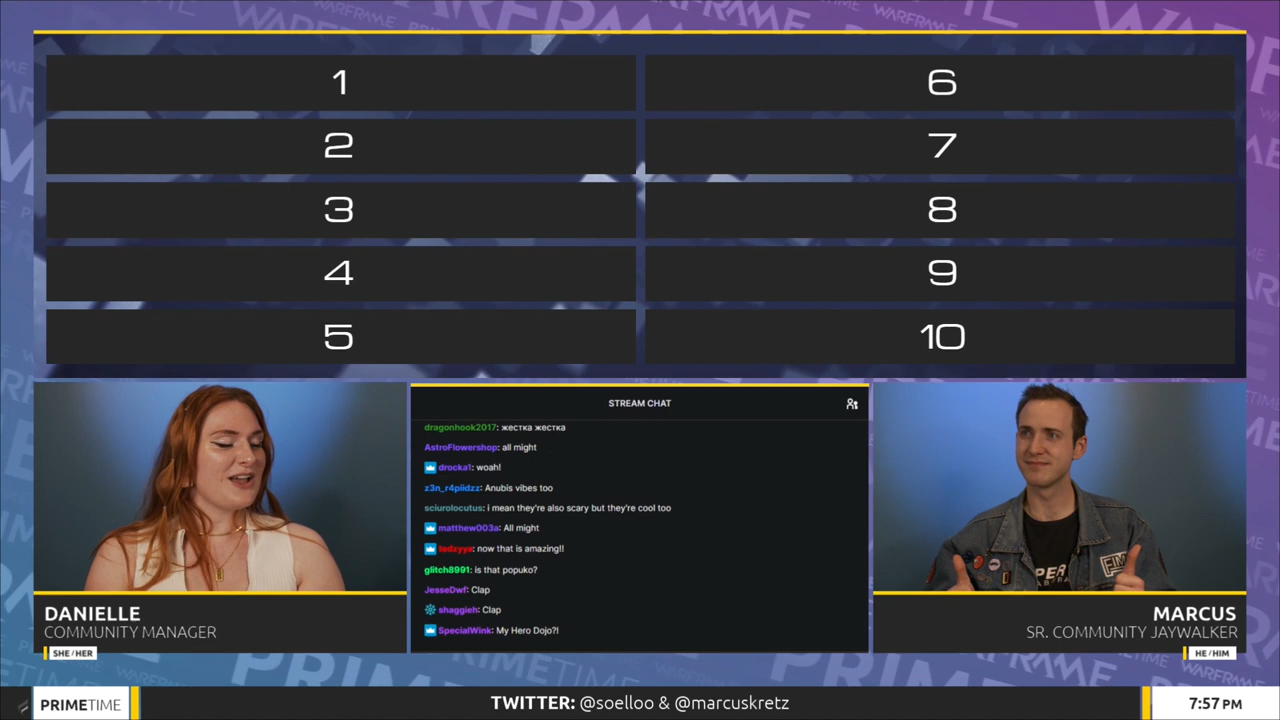 1
2
3
4
5
6
7
8
9
10
STREAM CHAT
dragonhook2017: жестка жестка
AstroFlowershop: all might
drocka1: woah!
z3n_r4piidzz: Anubis vibes too
sciurolocutus: i mean they're also scary but they're cool too
matthew003a: All might
tedzyya: now that is amazing!!
glitch8991: is that popuko?
JesseDwf: Clap
shaggieh: Clap
SpecialWink: My Hero Dojo?!
DANIELLE
COMMUNITY MANAGER
SHE/HER
MARCUS
SR. COMMUNITY JAYWALKER
HE/HIM
PRIMETIME
TWITTER: @soelloo & @marcuskretz
7:57 PM
WARFRAME
PRIMETIME